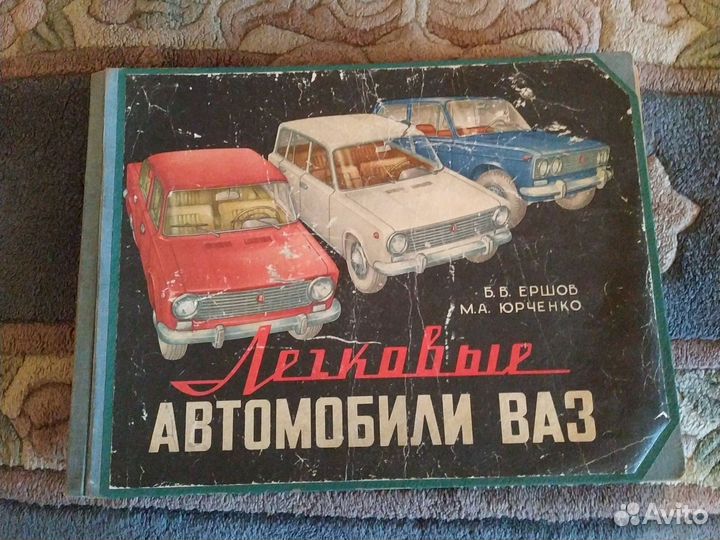 Б.В. ЕРШОВ
М.А. ЮРЧЕНКО
Легковые
АВТОМОБИЛИ ВАЗ
Avito